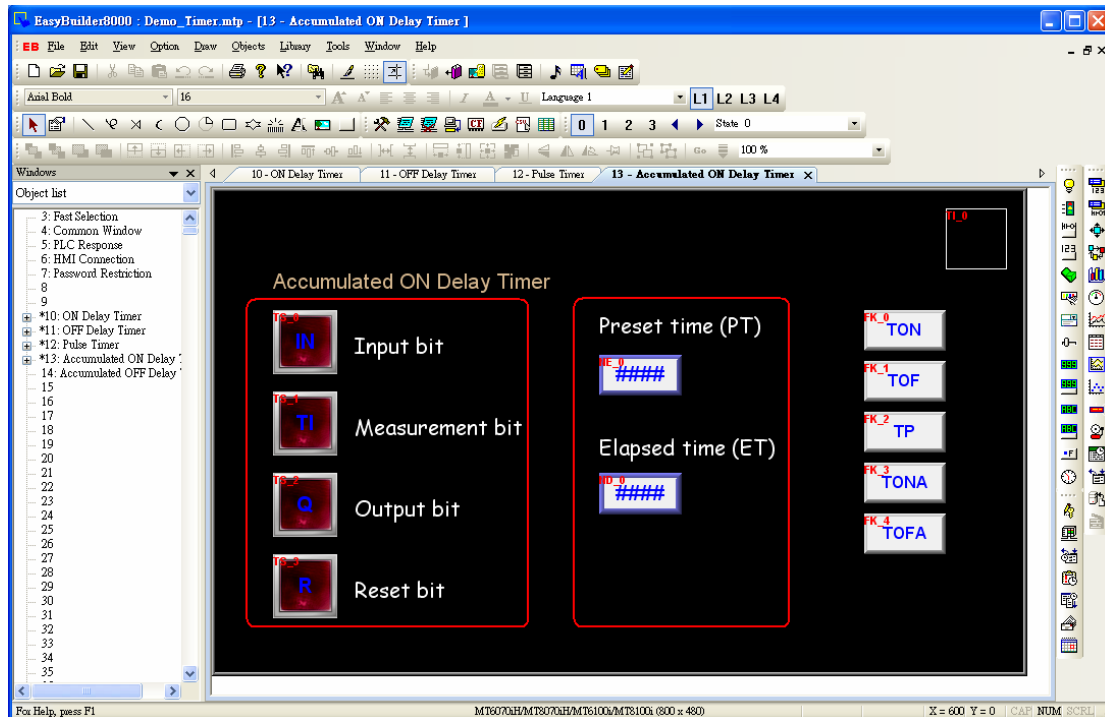 EasyBuilder8000 : Demo_Timer.mtp - [13 - Accumulated ON Delay Timer ]
EB File Edit View Option Draw Objects Library Tools Window Help
Arial Bold 16 Language 1 L1 L2 L3 L4
0 1 2 3 State 0
Go 100 %
Windows
10 - ON Delay Timer 11 - OFF Delay Timer 12 - Pulse Timer 13 - Accumulated ON Delay Timer
Object list
3: Fast Selection
4: Common Window
5: PLC Response
6: HMI Connection
7: Password Restriction
8
9
*10: ON Delay Timer
*11: OFF Delay Timer
*12: Pulse Timer
*13: Accumulated ON Delay
14: Accumulated OFF Delay
15
16
17
18
19
20
21
22
23
24
25
26
27
28
29
30
31
32
33
34
35
TI_0
Accumulated ON Delay Timer
TS_0
IN
Input bit
TS_1
TI
Measurement bit
TS_2
Q
Output bit
TS_3
R
Reset bit
Preset time (PT)
NE_0
####
Elapsed time (ET)
ND_0
####
FK_0
TON
FK_1
TOF
FK_2
TP
FK_3
TONA
FK_4
TOFA
For Help, press F1
MT6070iH/MT8070iH/MT6100i/MT8100i (800 x 480)
X = 600 Y = 0 CAP NUM SCRL